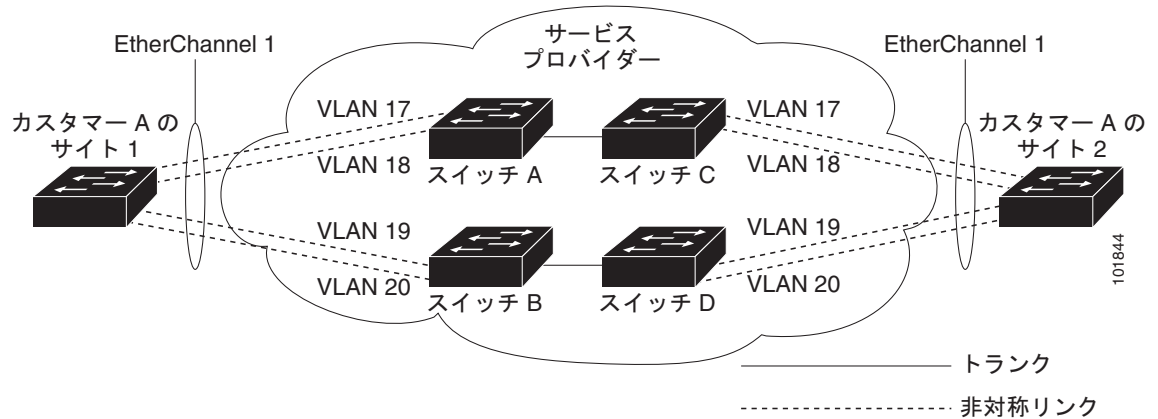 サービス
プロバイダー
EtherChannel 1
EtherChannel 1
カスタマー A の
サイト 1
VLAN 17
VLAN 18
スイッチ A
スイッチ C
VLAN 17
VLAN 18
カスタマー A の
サイト 2
VLAN 19
VLAN 20
スイッチ B
スイッチ D
VLAN 19
VLAN 20
101844
トランク
非対称リンク